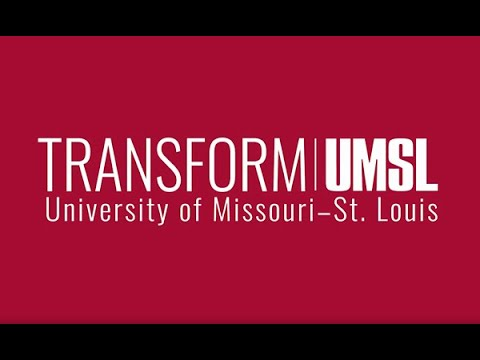 TRANSFORM | UMSL
University of Missouri–St. Louis